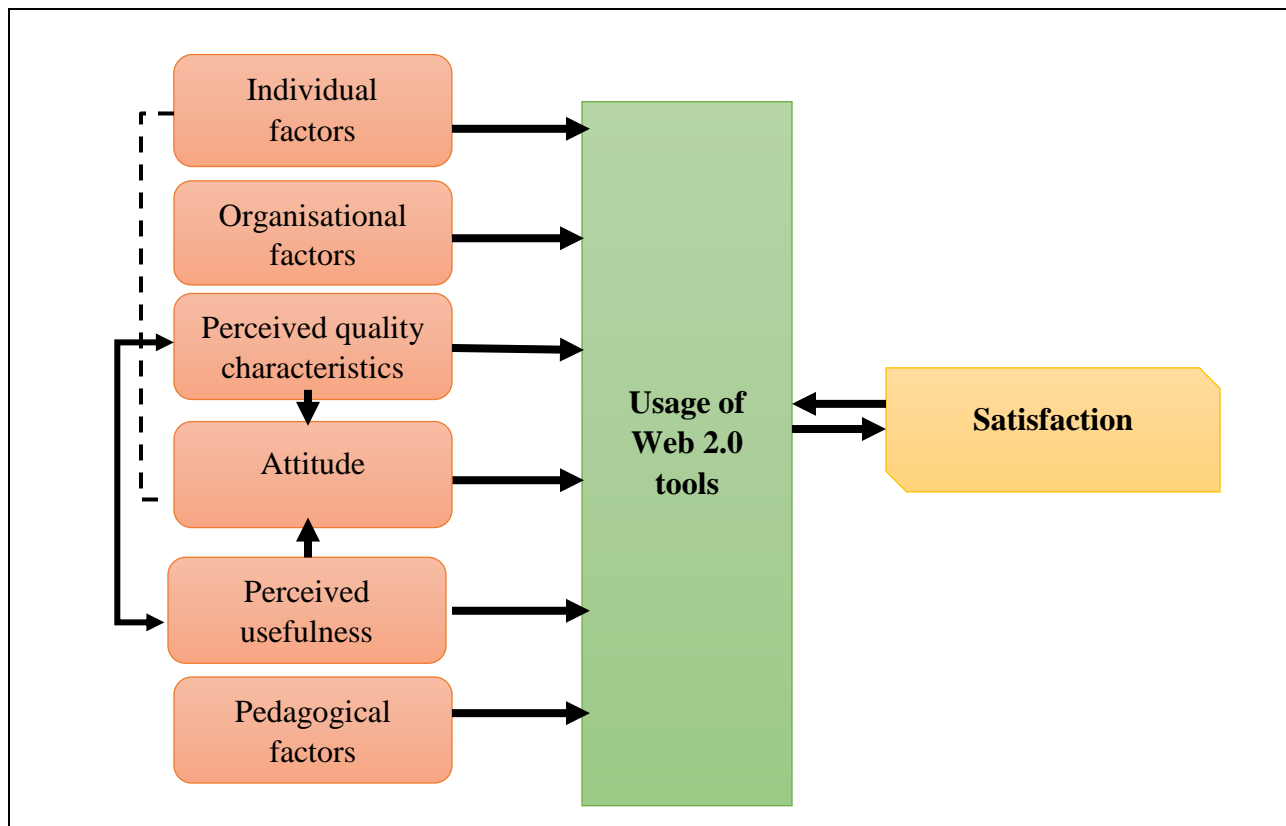 Individual
factors
Organisational
factors
Perceived quality
characteristics
Attitude
Perceived
usefulness
Pedagogical
factors
Usage of
Web 2.0
tools
Satisfaction